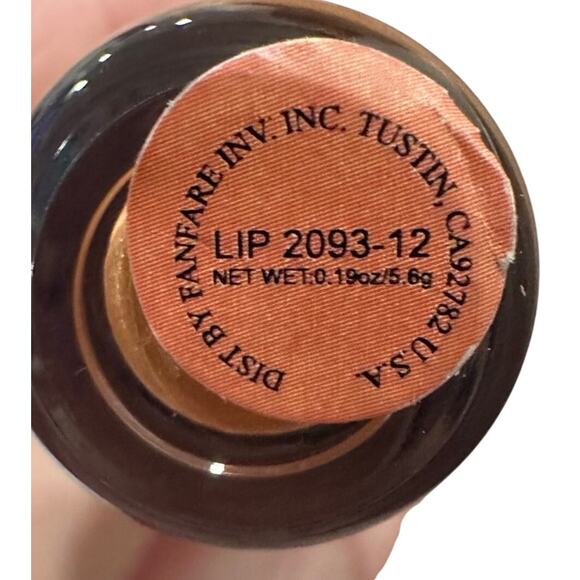 DIST BY FANFARE INV. INC. TUSTIN, CA92782 U.S.A.
LIP 2093-12
NET WET:0.19oz/5.6g